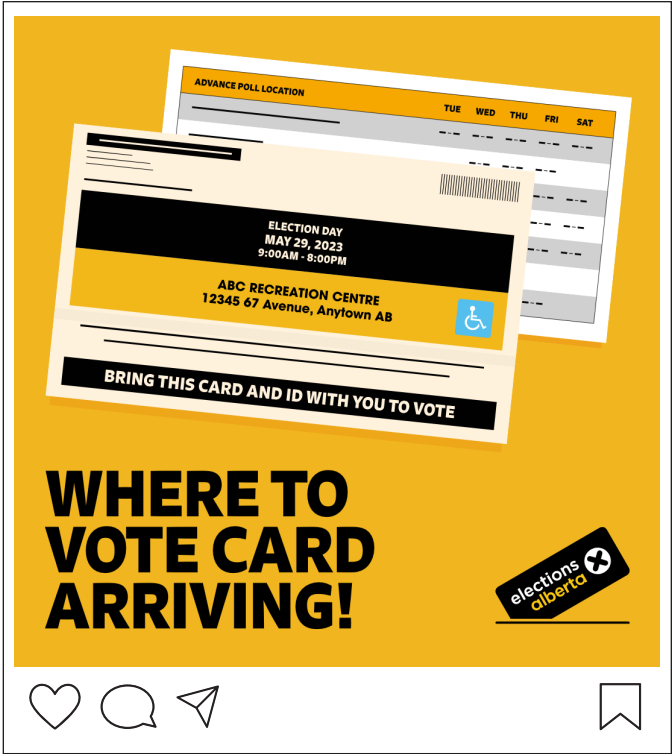 ADVANCE POLL LOCATION
TUE WED THU FRI SAT
ELECTION DAY
MAY 29, 2023
9:00AM - 8:00PM
ABC RECREATION CENTRE
12345 67 Avenue, Anytown AB
BRING THIS CARD AND ID WITH YOU TO VOTE
WHERE TO
VOTE CARD
ARRIVING!
elections
alberta